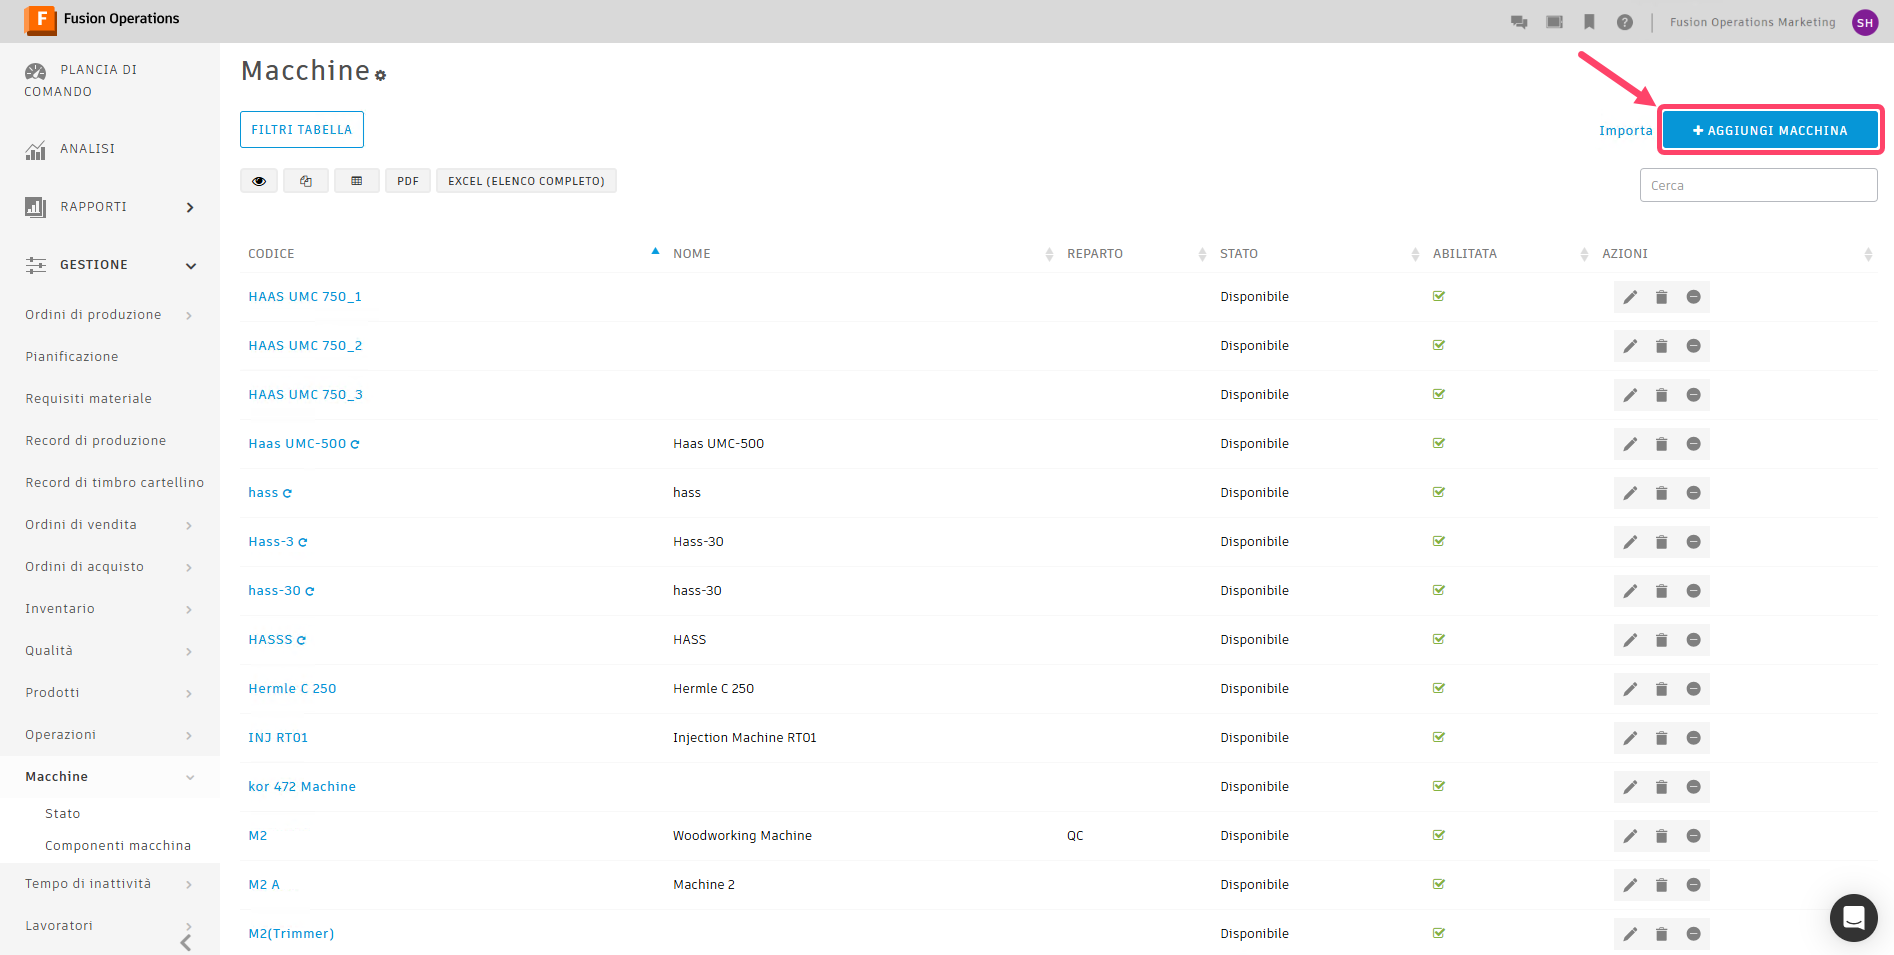 F Fusion Operations
Fusion Operations Marketing SH
PLANCIA DI
COMANDO
ANALISI
RAPPORTI
GESTIONE
Ordini di produzione
Pianificazione
Requisiti materiale
Record di produzione
Record di timbro cartellino
Ordini di vendita
Ordini di acquisto
Inventario
Qualità
Prodotti
Operazioni
Macchine
Stato
Componenti macchina
Tempo di inattività
Lavoratori
Macchine
FILTRI TABELLA
Importa
+ AGGIUNGI MACCHINA
PDF EXCEL (ELENCO COMPLETO)
Cerca
CODICE NOME REPARTO STATO ABILITATA AZIONI
HAAS UMC 750_1 Disponibile
HAAS UMC 750_2 Disponibile
HAAS UMC 750_3 Disponibile
Haas UMC-500 Haas UMC-500 Disponibile
hass hass Disponibile
Hass-3 Hass-30 Disponibile
hass-30 hass-30 Disponibile
HASSS HASS Disponibile
Hermle C 250 Hermle C 250 Disponibile
INJ RT01 Injection Machine RT01 Disponibile
kor 472 Machine Disponibile
M2 Woodworking Machine QC Disponibile
M2 A Machine 2 Disponibile
M2(Trimmer) Disponibile